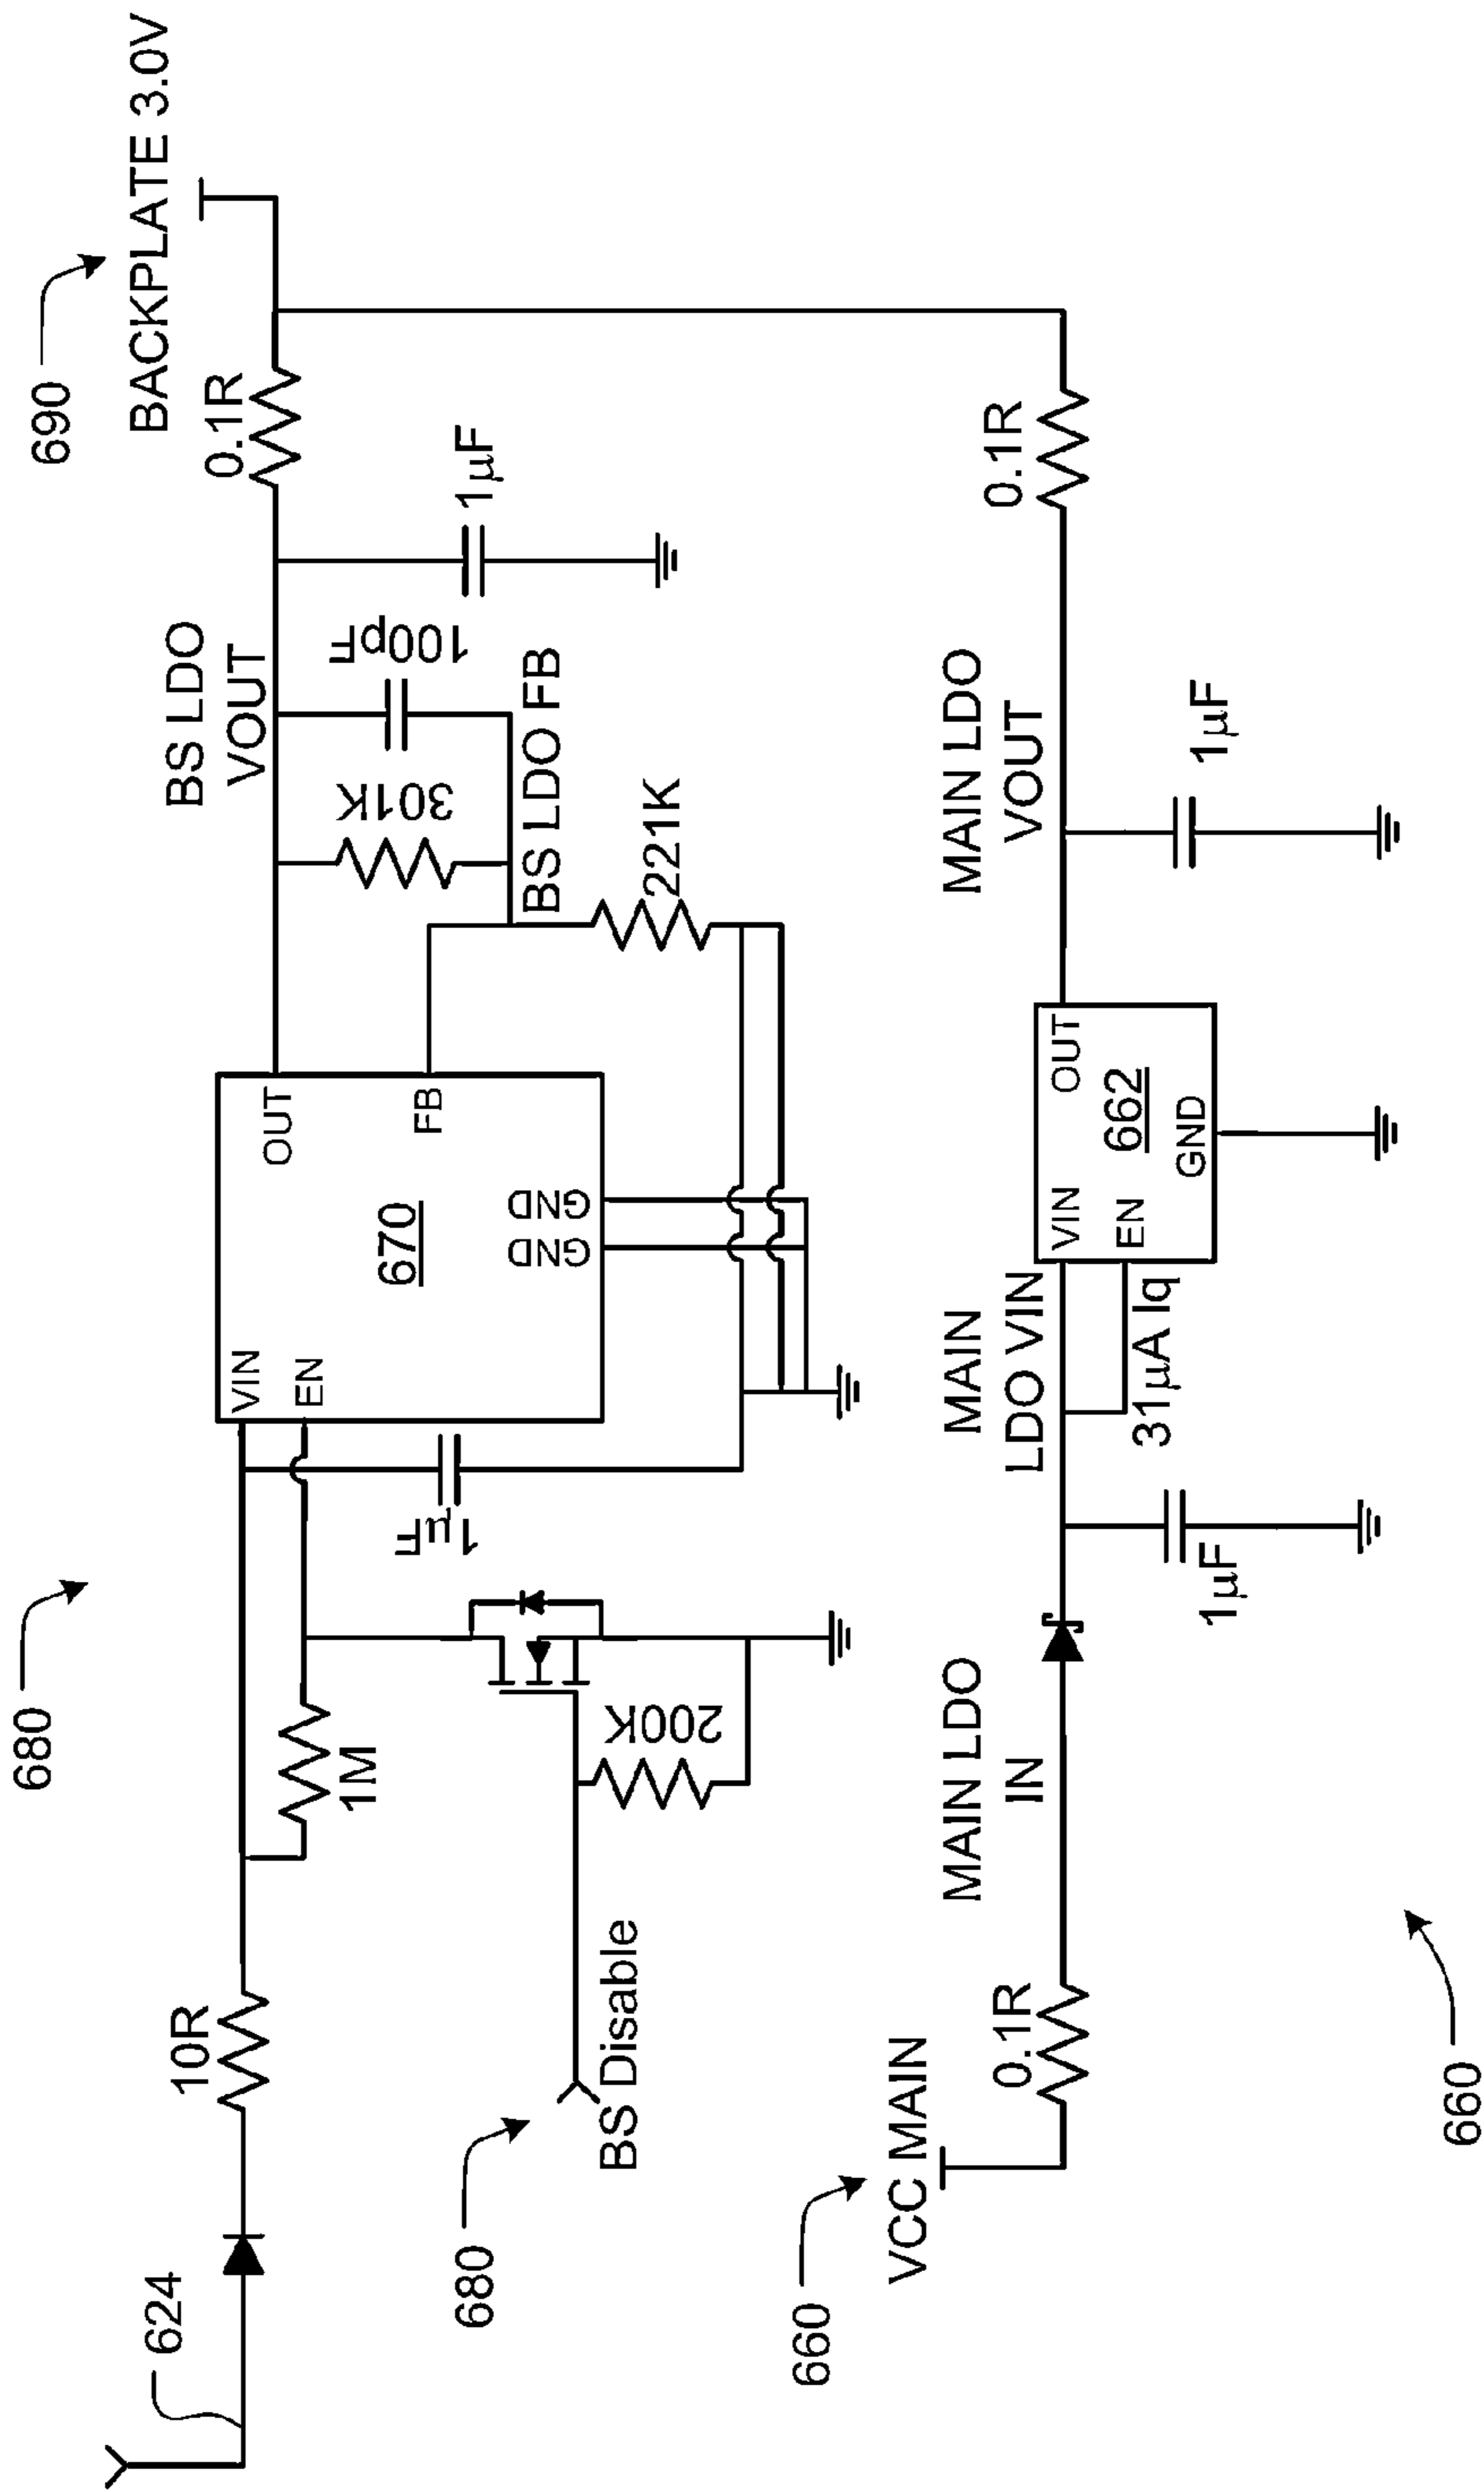 690
BACKPLATE 3.0V
680
624
10R
1M
VIN
EN
670
OUT
FB
GND
GND
BS LDO
VOUT
0.1R
1µF
301K
100pF
BS LDO FB
221K
1µF
200K
680
BS Disable
660
VCC MAIN
0.1R
MAIN LDO
IN
1µF
MAIN
LDO VIN
31µA Iq
VIN
EN
662
OUT
GND
MAIN LDO
VOUT
1µF
0.1R
660